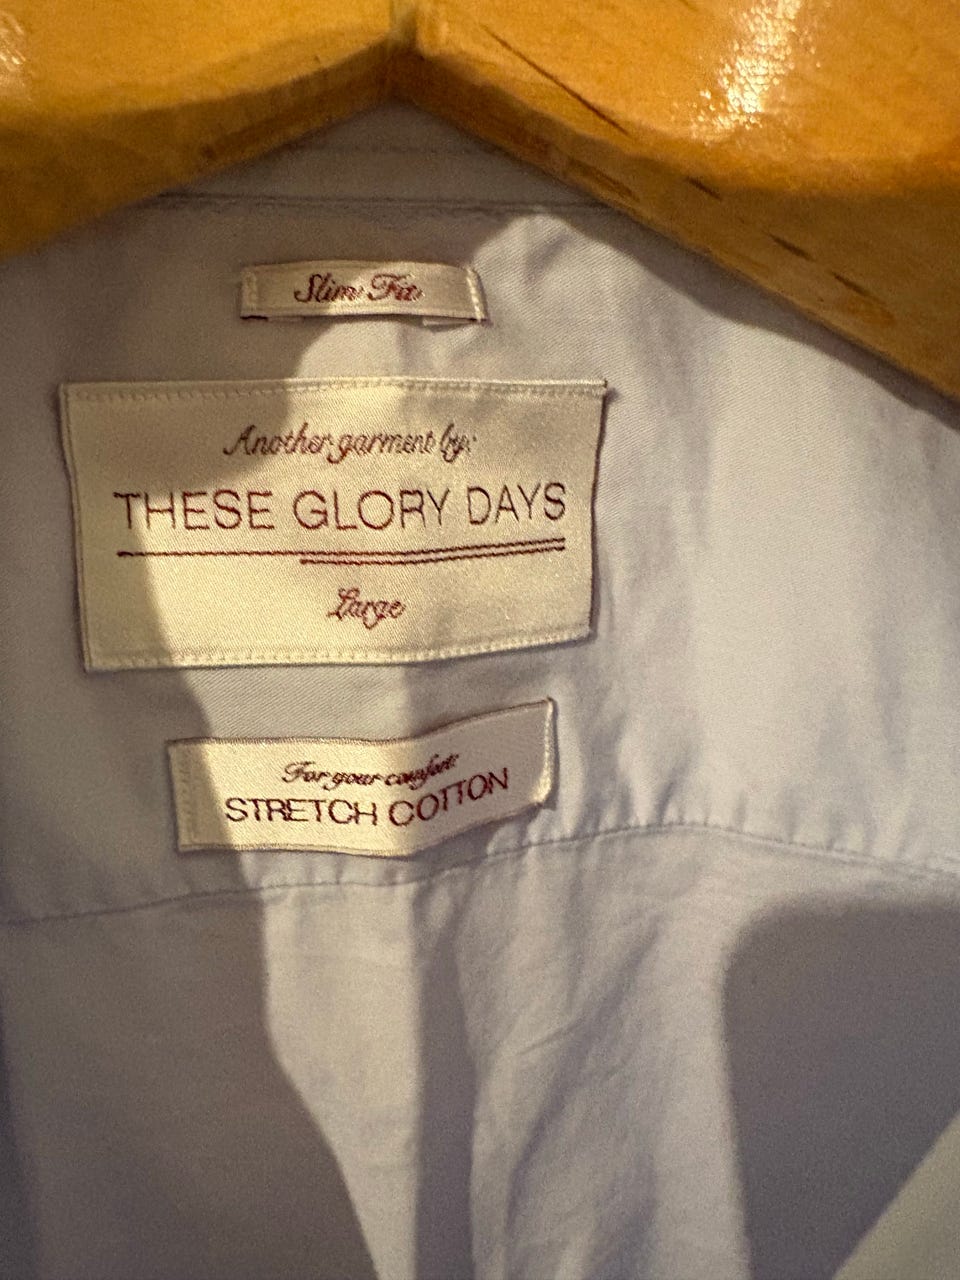 Slim Fit
Another garment by:
THESE GLORY DAYS
Large
For your comfort:
STRETCH COTTON